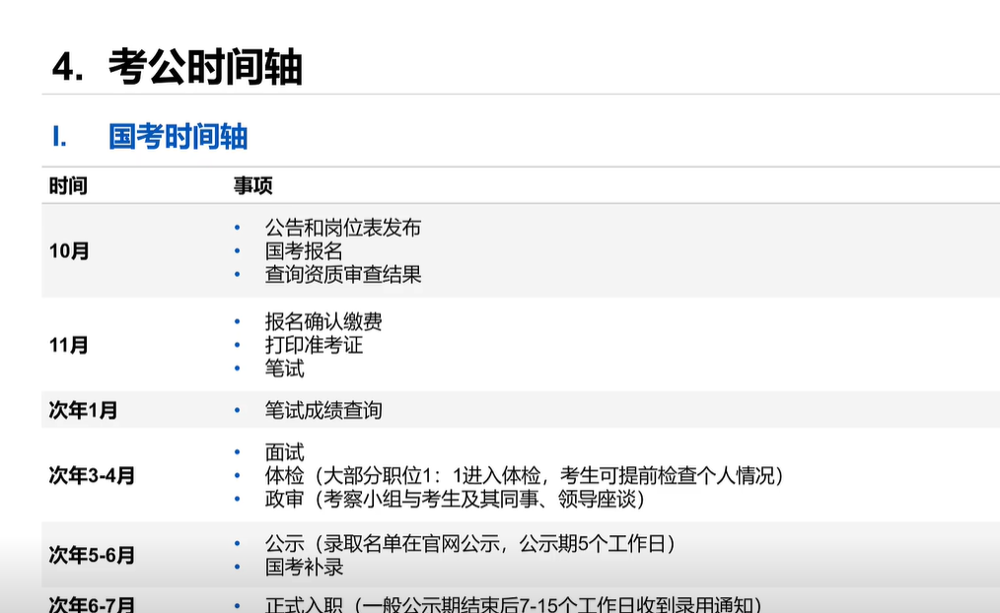 4. 考公时间轴
I. 国考时间轴
时间 事项
10月
• 公告和岗位表发布
• 国考报名
• 查询资质审查结果
11月
• 报名确认缴费
• 打印准考证
• 笔试
次年1月
• 笔试成绩查询
次年3-4月
• 面试
• 体检（大部分职位1：1进入体检，考生可提前检查个人情况）
• 政审（考察小组与考生及其同事、领导座谈）
次年5-6月
• 公示（录取名单在官网公示，公示期5个工作日）
• 国考补录
次年6-7月
• 正式入职（一般公示期结束后7-15个工作日收到录用通知）